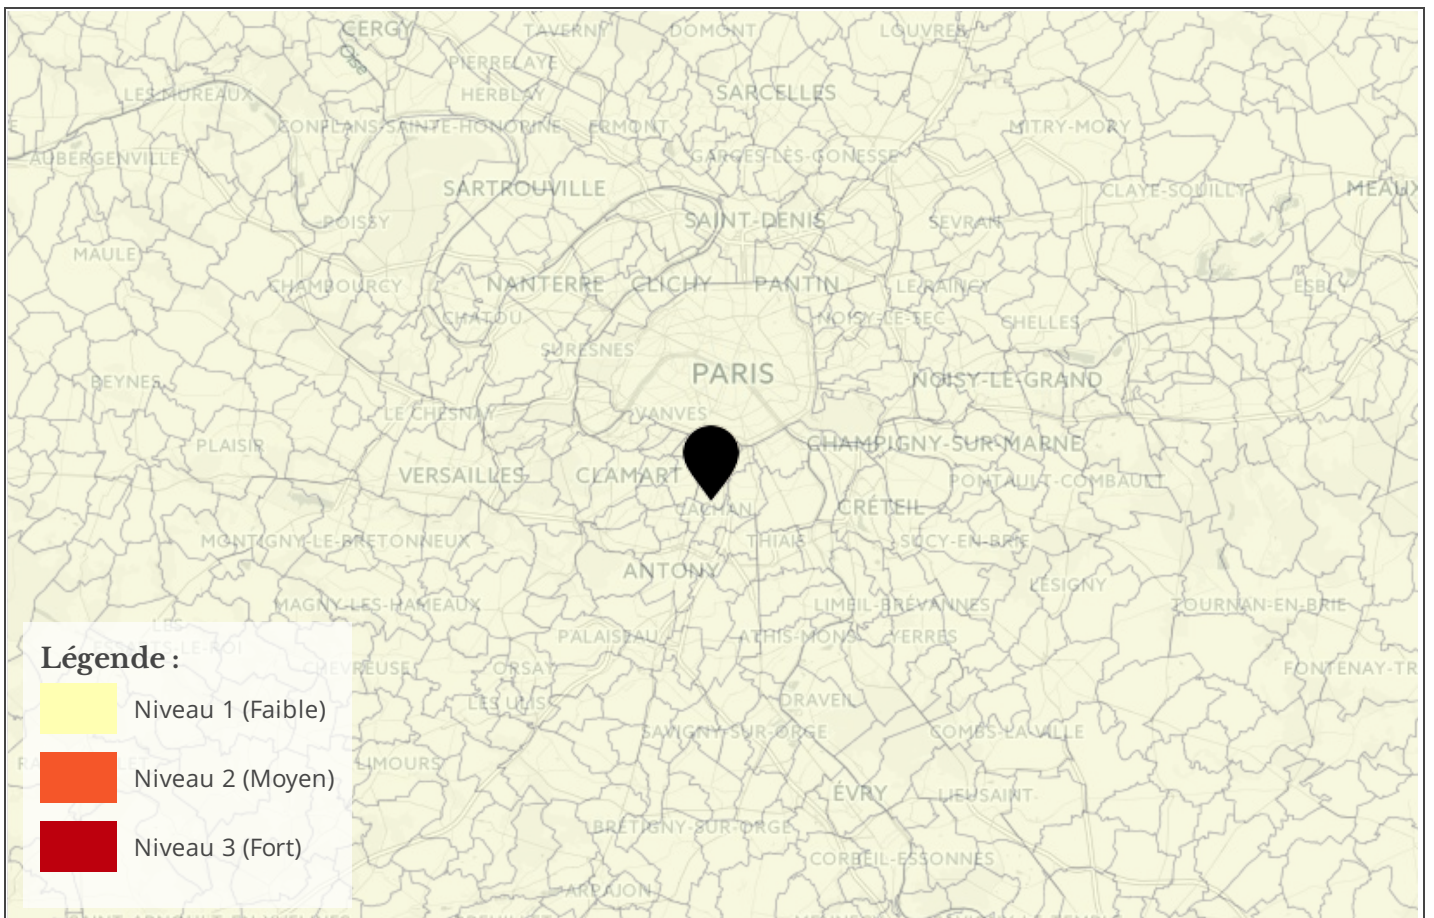 CERGY
TAVERNY
DOMONT
LOUVRES
Oise
PIERRELAYE
LES MUREAUX
HERBLAY
SARCELLES
CONFLANS-SAINTE-HONORINE
ERMONT
MITRY-MORY
AUBERGENVILLE
GARGES-LÈS-GONESSE
SARTROUVILLE
CLAYE-SOUILLY
MEAUX
POISSY
SAINT-DENIS
SEVRAN
MAULE
CHAMBOURCY
NANTERRE
CLICHY
PANTIN
LE RAINCY
ESBLY
CHATOU
NOISY-LE-SEC
CHELLES
SURESNES
PARIS
BEYNES
NOISY-LE-GRAND
LE CHESNAY
VANVES
PLAISIR
CHAMPIGNY-SUR-MARNE
VERSAILLES
CLAMART
PONTAULT-COMBAULT
CACHAN
CRÉTEIL
MONTIGNY-LE-BRETONNEUX
THIAIS
SUCY-EN-BRIE
ANTONY
LÉSIGNY
MAGNY-LES-HAMEAUX
LIMEIL-BRÉVANNES
TOURNAN-EN-BRIE
PALAISEAU
ATHIS-MONS
YERRES
CHEVREUSE
ORSAY
FONTENAY-TR
LES ULIS
DRAVEIL
SAVIGNY-SUR-ORGE
COMBS-LA-VILLE
LIMOURS
ÉVRY
LIEUSAINT
BRÉTIGNY-SUR-ORGE
CORBEIL-ESSONNES
ARPAJON
Légende :
Niveau 1 (Faible)
Niveau 2 (Moyen)
Niveau 3 (Fort)